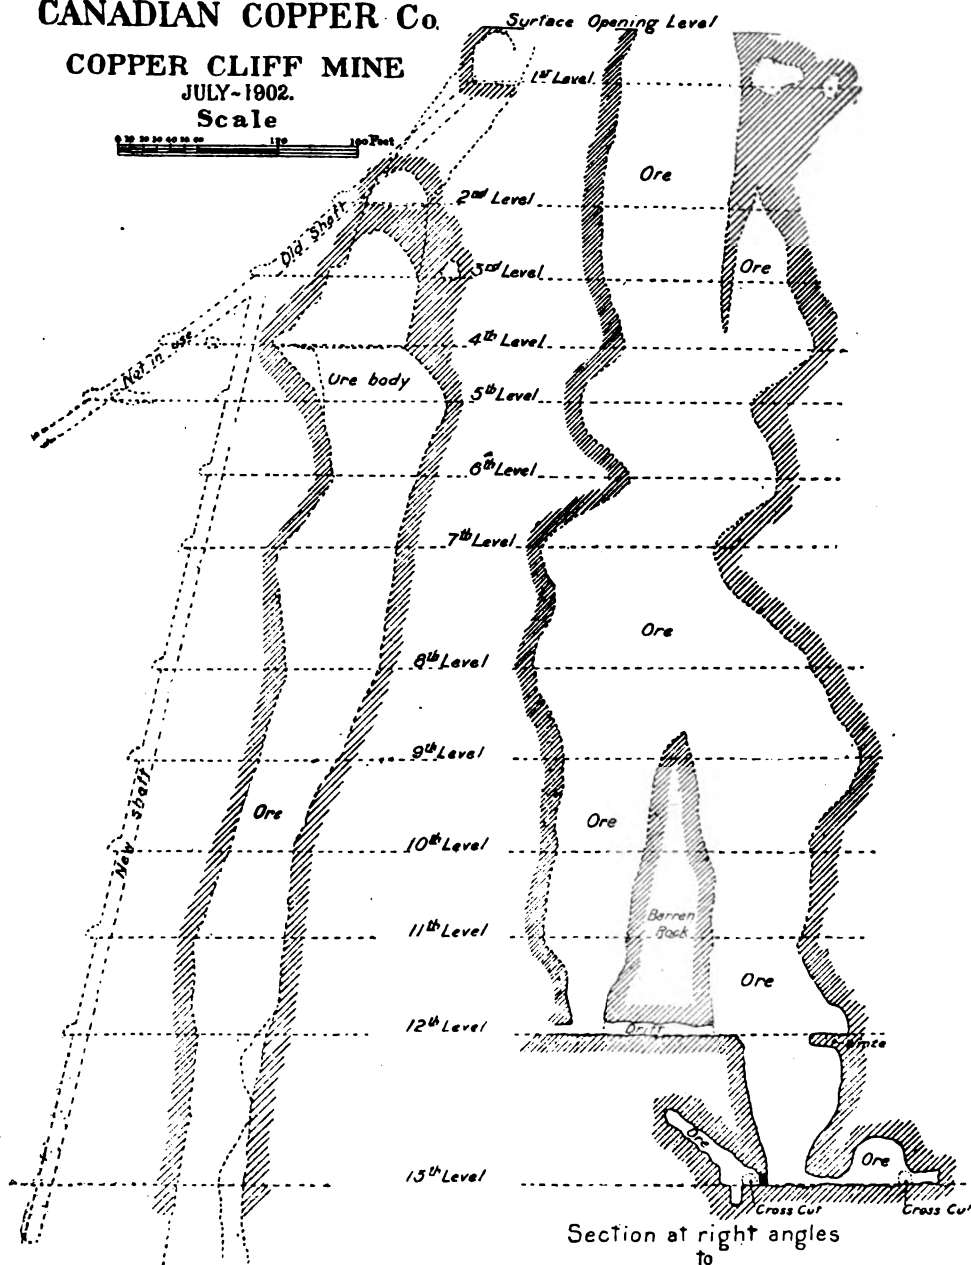 CANADIAN COPPER Co.
COPPER CLIFF MINE
JULY~1902.
Scale
Feet
Surface Opening Level
1st Level
Ore
2nd Level
Old Shaft
3rd Level
Ore
4th Level
Not in use
Ore body
5th Level
6th Level
7th Level
Ore
8th Level
9th Level
New Shaft
Ore
Ore
10th Level
Barren
Rock
11th Level
Ore
12th Level
Drift
Ore
Ore
13th Level
Cross Cut
Cross Cut
Section at right angles
to